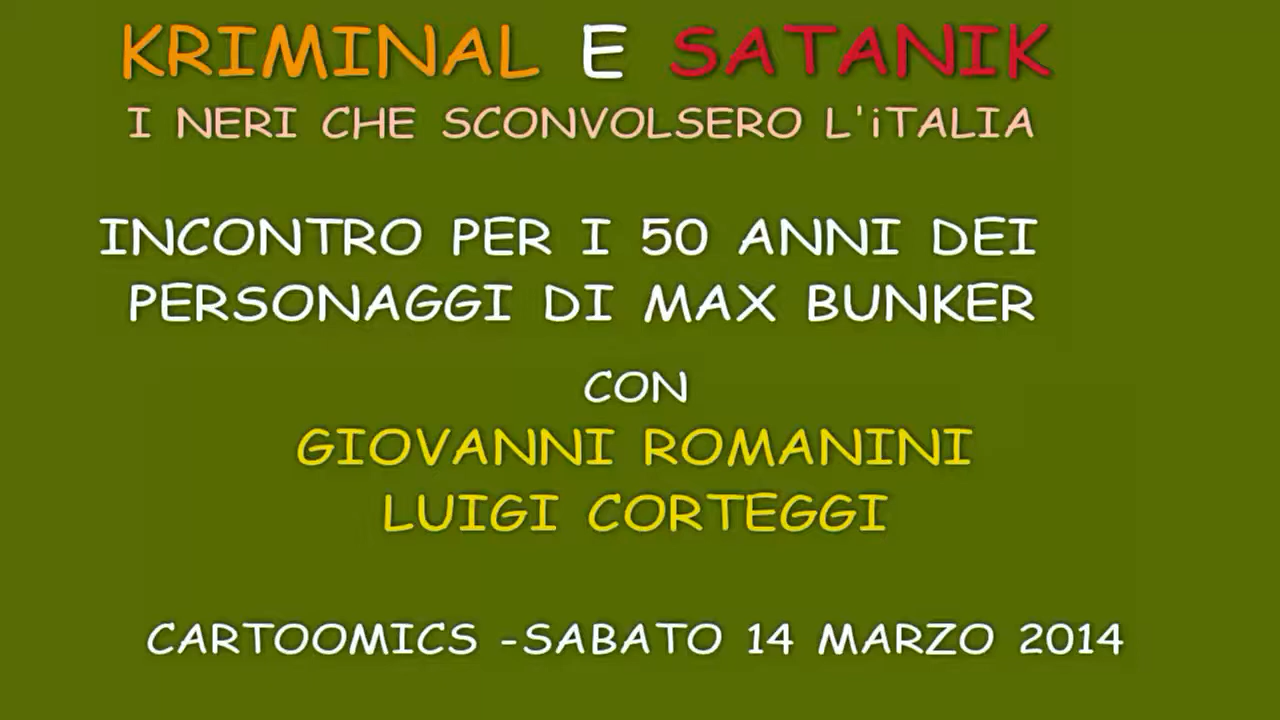 KRIMINAL E SATANIK
I NERI CHE SCONVOLSERO L'iTALIA
INCONTRO PER I 50 ANNI DEI
PERSONAGGI DI MAX BUNKER
CON
GIOVANNI ROMANINI
LUIGI CORTEGGI
CARTOOMICS -SABATO 14 MARZO 2014